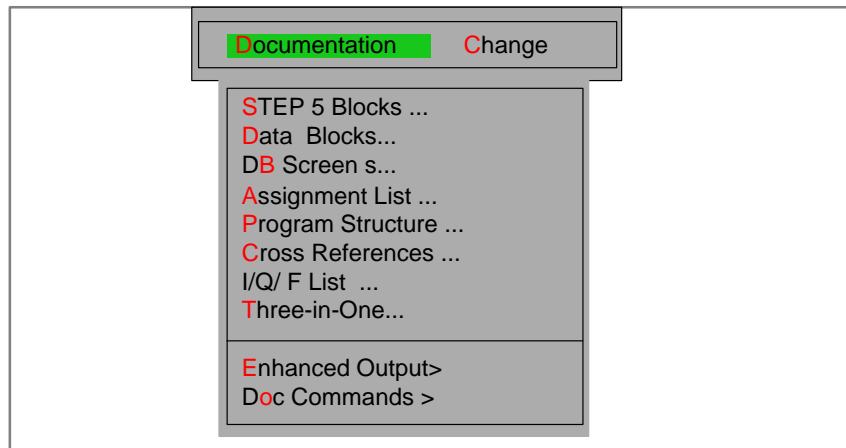 Documentation Change
STEP 5 Blocks ...
Data Blocks...
DB Screen s...
Assignment List ...
Program Structure ...
Cross References ...
I/Q/ F List ...
Three-in-One...
Enhanced Output>
Doc Commands >